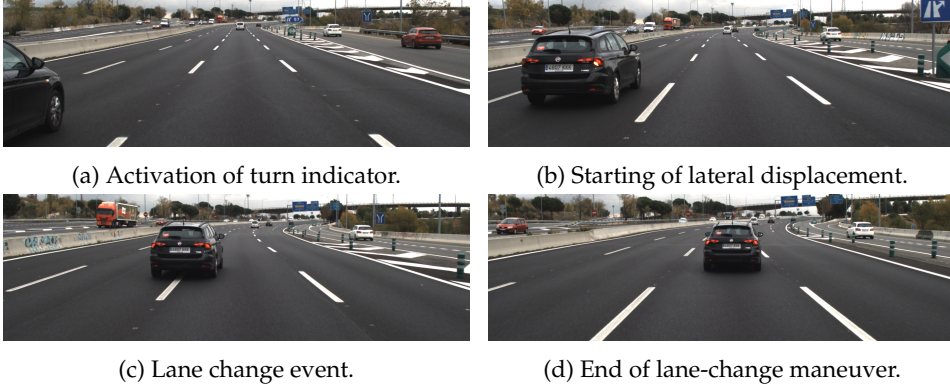 (a) Activation of turn indicator.
(b) Starting of lateral displacement.
(c) Lane change event.
(d) End of lane-change maneuver.